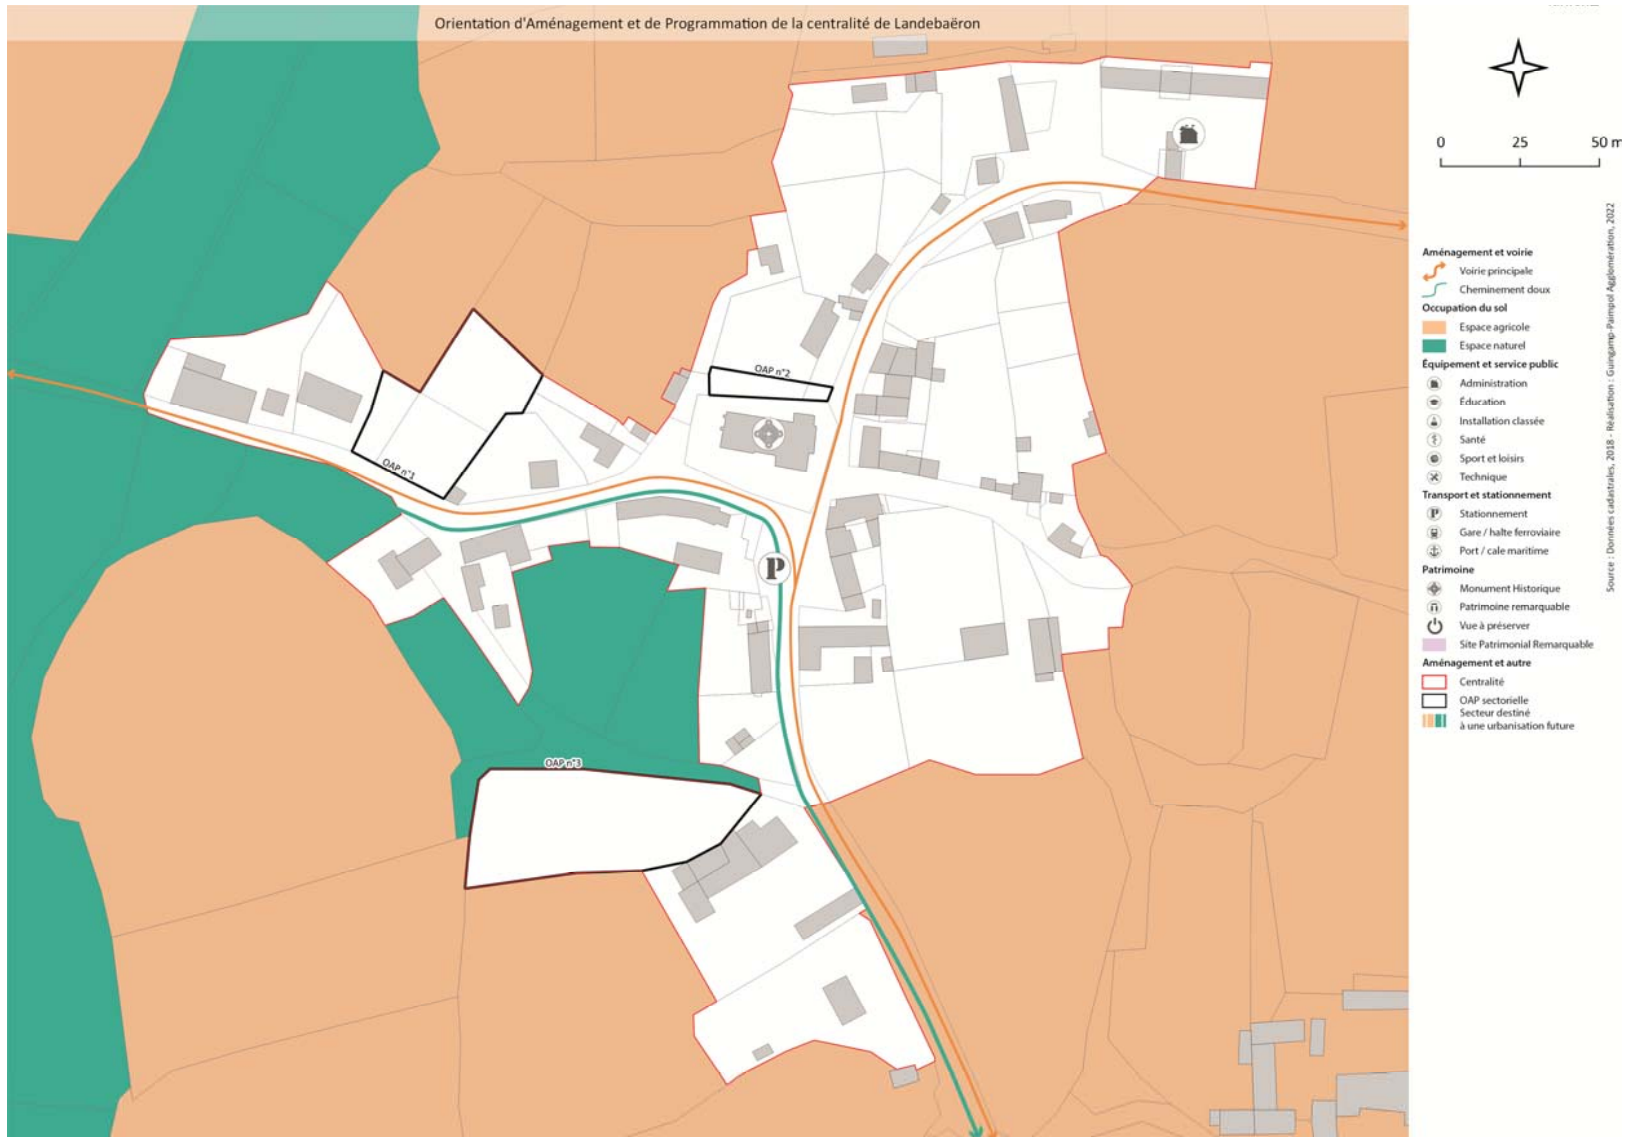 Orientation d'Aménagement et de Programmation de la centralité de Landebaëron
0 25 50 m
Aménagement et voirie
Voirie principale
Cheminement doux
Occupation du sol
Espace agricole
Espace naturel
Équipement et service public
Administration
Éducation
Installation classée
Santé
Sport et loisirs
Technique
Transport et stationnement
Stationnement
Gare / halte ferroviaire
Port / cale maritime
Patrimoine
Monument Historique
Patrimoine remarquable
Vue à préserver
Site Patrimonial Remarquable
Aménagement et autre
Centralité
OAP sectorielle
Secteur destiné
à une urbanisation future
Source : Données cadastrales, 2018 - Réalisation : Guingamp-Paimpol Agglomération, 2022
OAP n°2
OAP n°1
P
OAP n°3